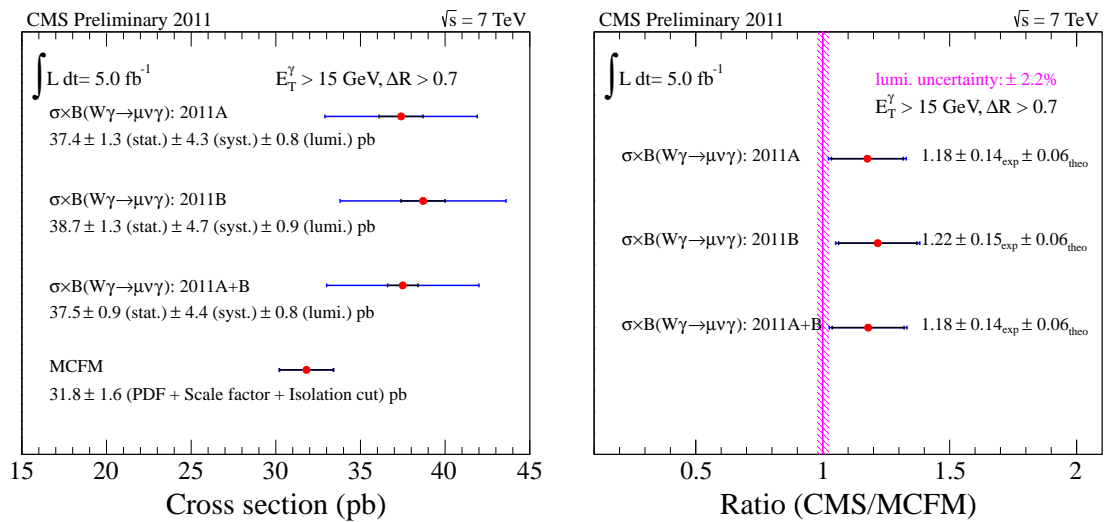 CMS Preliminary 2011 √s = 7 TeV
∫L dt= 5.0 fb⁻¹ E_T^γ > 15 GeV, ΔR > 0.7
σ×B(Wγ→μνγ): 2011A
37.4 ± 1.3 (stat.) ± 4.3 (syst.) ± 0.8 (lumi.) pb
σ×B(Wγ→μνγ): 2011B
38.7 ± 1.3 (stat.) ± 4.7 (syst.) ± 0.9 (lumi.) pb
σ×B(Wγ→μνγ): 2011A+B
37.5 ± 0.9 (stat.) ± 4.4 (syst.) ± 0.8 (lumi.) pb
MCFM
31.8 ± 1.6 (PDF + Scale factor + Isolation cut) pb
15 20 25 30 35 40 45
Cross section (pb)
CMS Preliminary 2011 √s = 7 TeV
∫L dt= 5.0 fb⁻¹ lumi. uncertainty: ± 2.2%
E_T^γ > 15 GeV, ΔR > 0.7
σ×B(Wγ→μνγ): 2011A 1.18 ± 0.14_exp ± 0.06_theo
σ×B(Wγ→μνγ): 2011B 1.22 ± 0.15_exp ± 0.06_theo
σ×B(Wγ→μνγ): 2011A+B 1.18 ± 0.14_exp ± 0.06_theo
0.5 1 1.5 2
Ratio (CMS/MCFM)